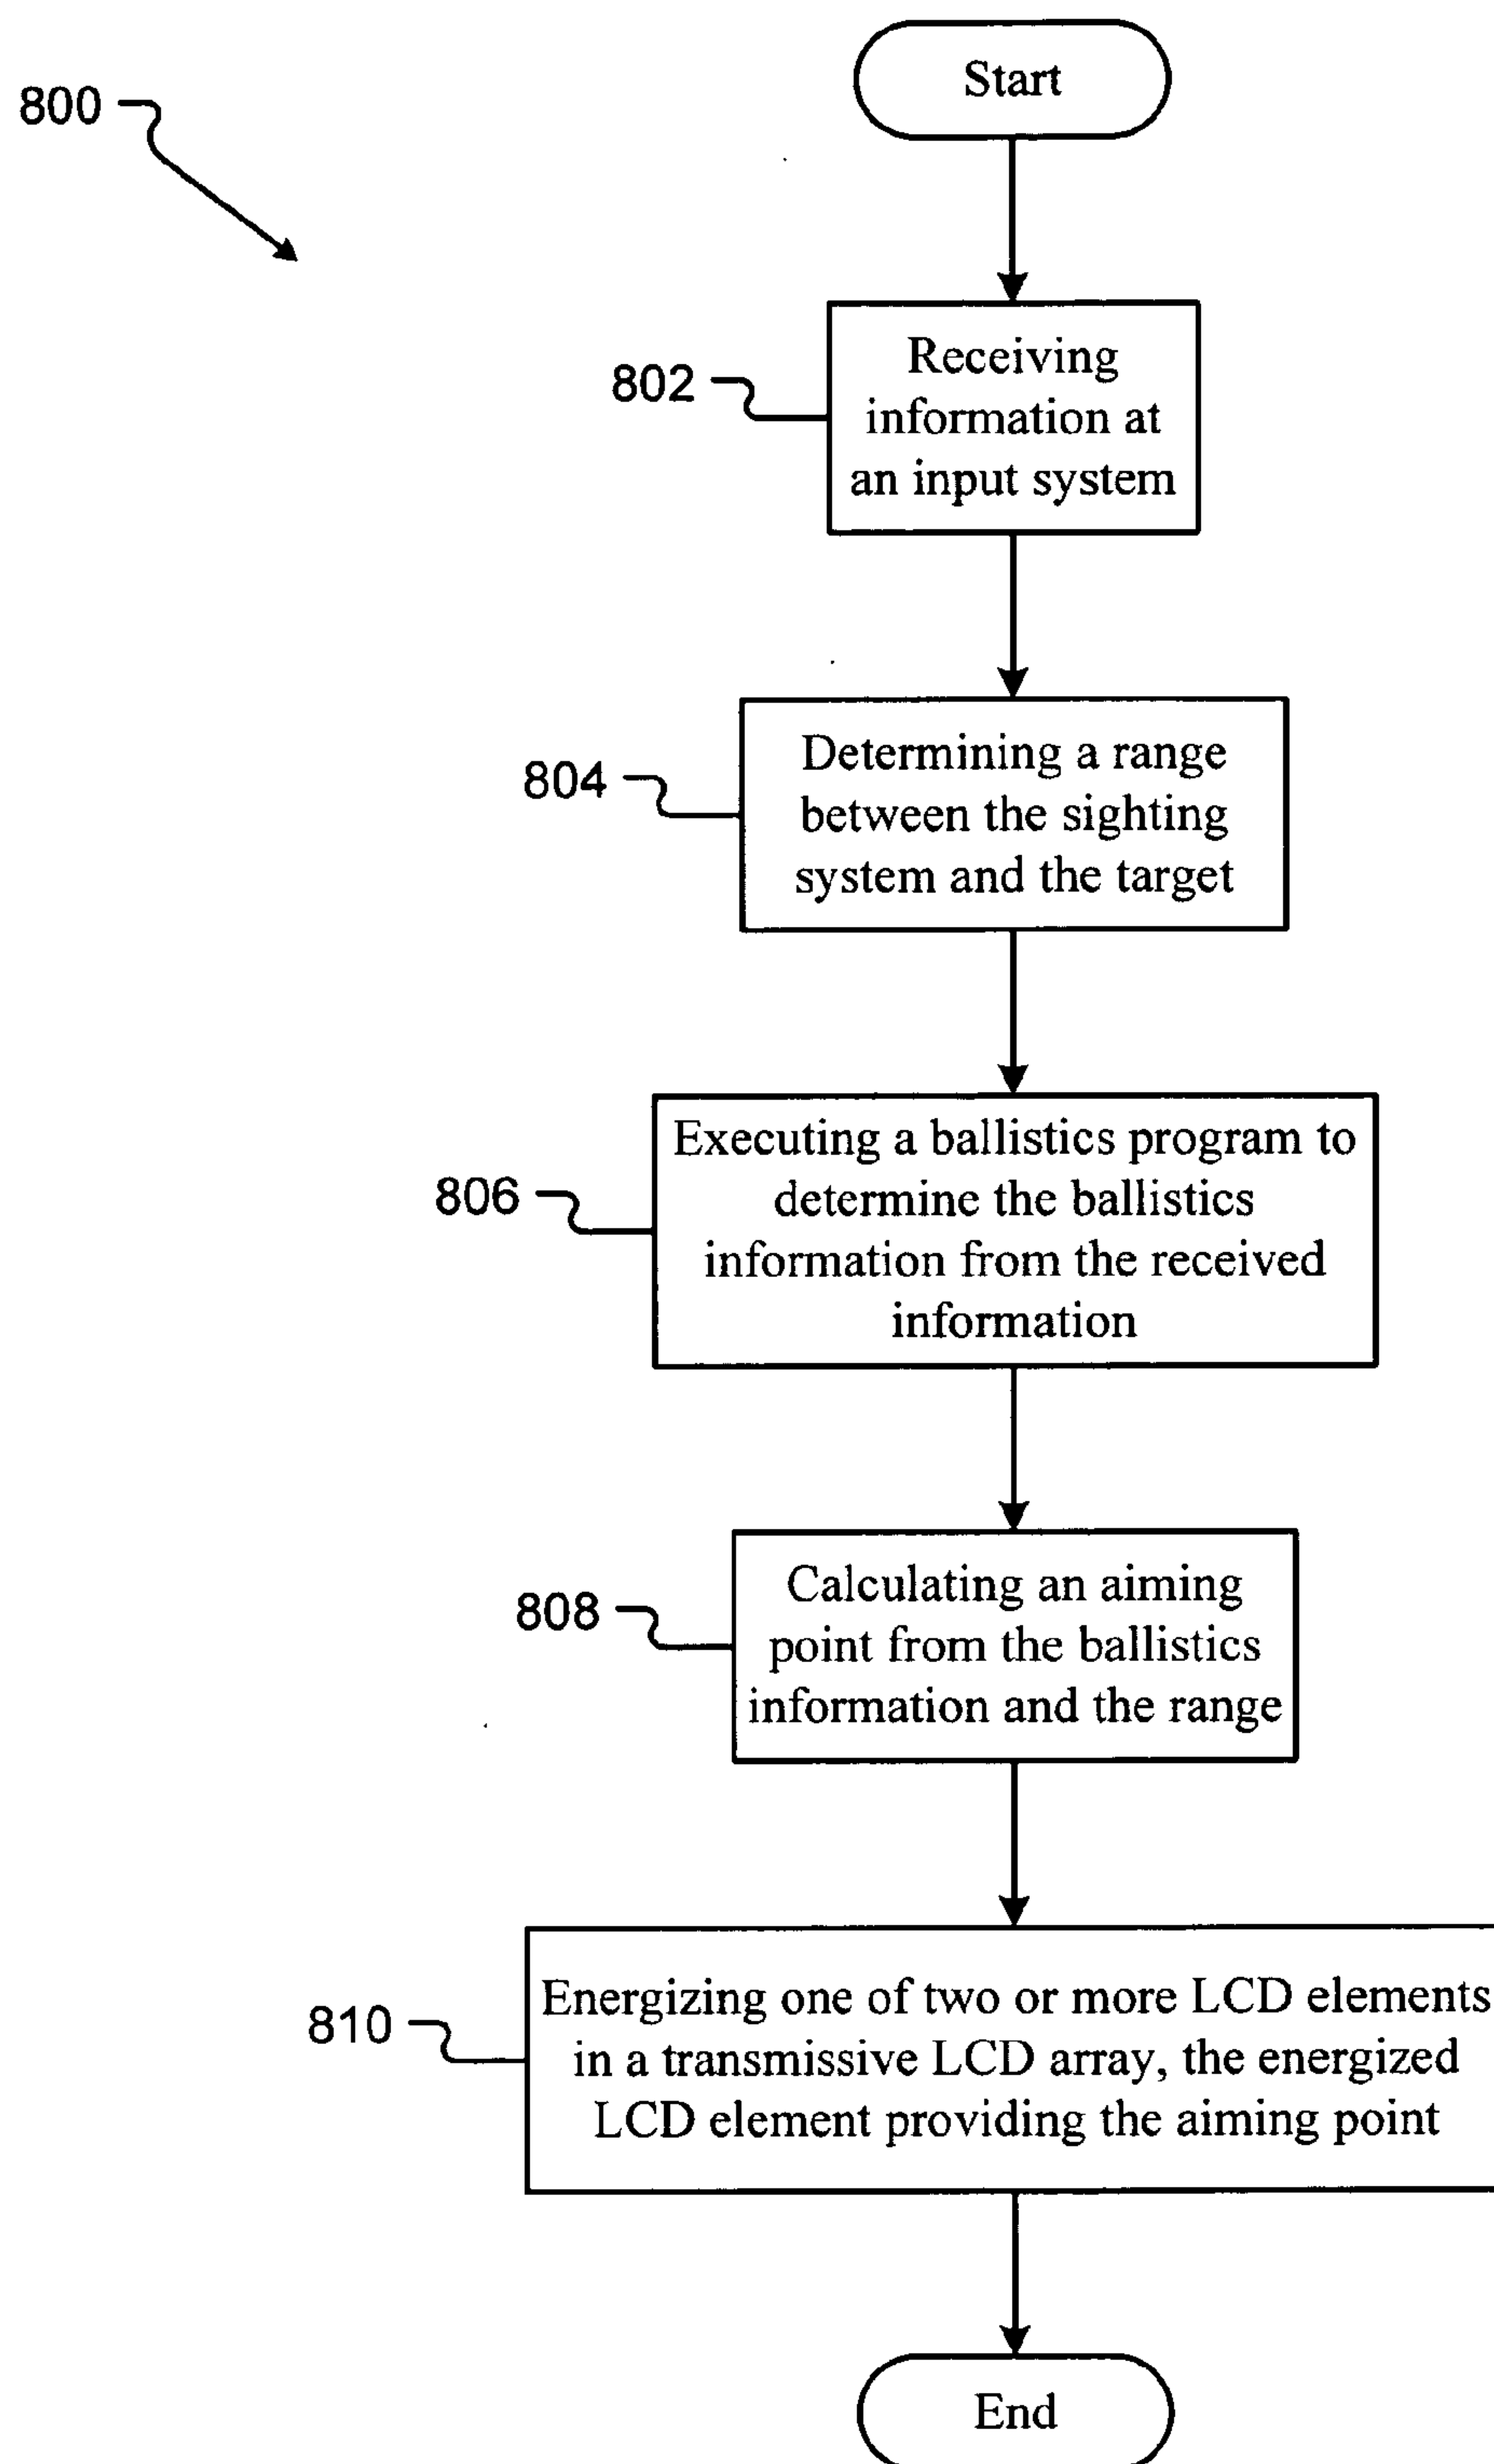 Start
800
Receiving
information at
an input system
802
Determining a range
between the sighting
system and the target
804
Executing a ballistics program to
determine the ballistics
information from the received
information
806
Calculating an aiming
point from the ballistics
information and the range
808
Energizing one of two or more LCD elements
in a transmissive LCD array, the energized
LCD element providing the aiming point
810
End